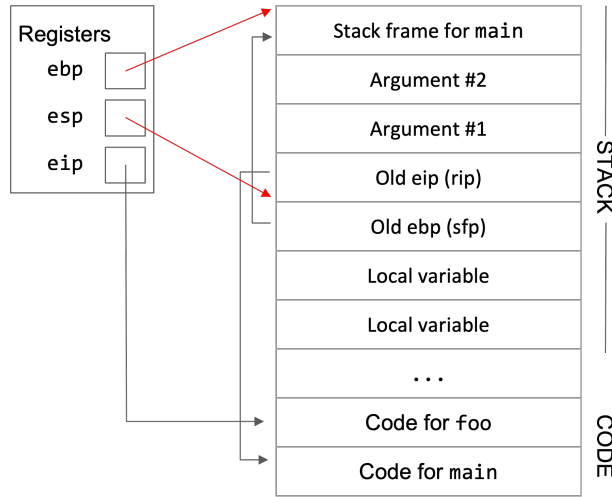 Registers
ebp
esp
eip
Stack frame for main
Argument #2
Argument #1
Old eip (rip)
Old ebp (sfp)
Local variable
Local variable
...
Code for foo
Code for main
STACK
CODE